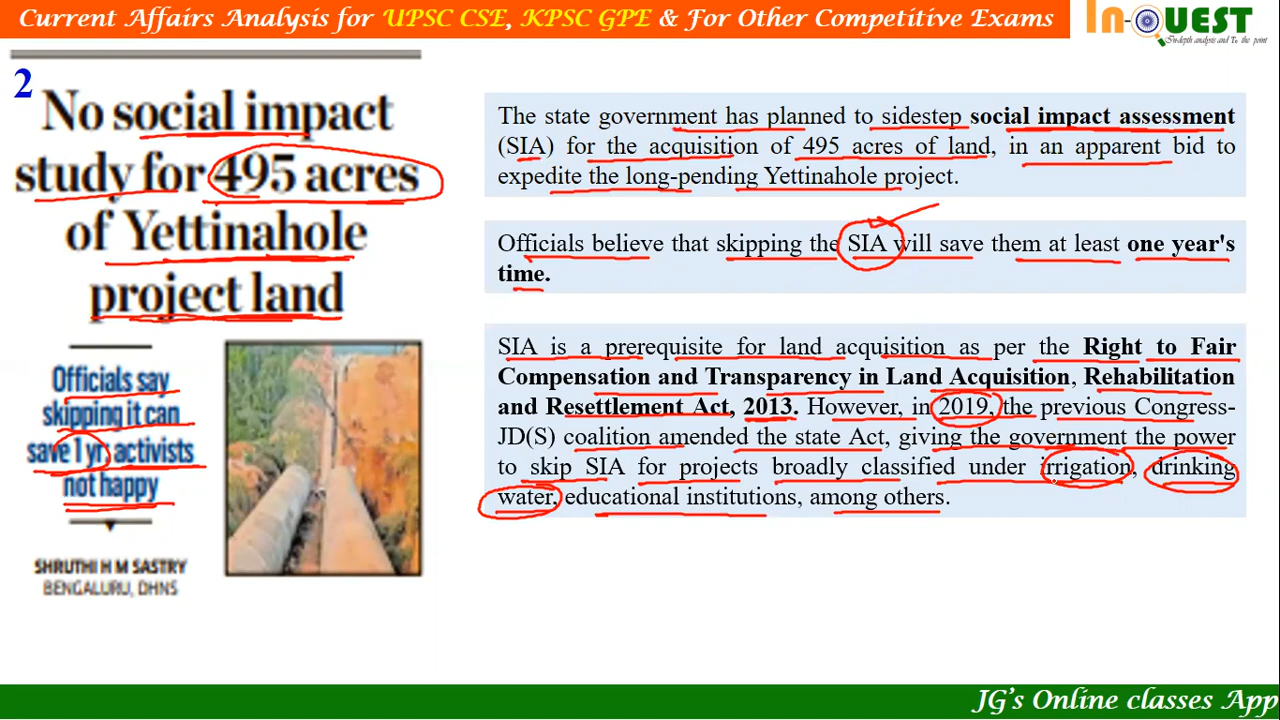 Current Affairs Analysis for UPSC CSE, KPSC GPE & For Other Competitive Exams
In-QUEST
In-depth analysis and To the point
2
No social impact
study for 495 acres
of Yettinahole
project land
Officials say
skipping it can
save 1 yr, activists
not happy
SHRUTHI H M SASTRY
BENGALURU, DHNS
The state government has planned to sidestep social impact assessment
(SIA) for the acquisition of 495 acres of land, in an apparent bid to
expedite the long-pending Yettinahole project.
Officials believe that skipping the SIA will save them at least one year's
time.
SIA is a prerequisite for land acquisition as per the Right to Fair
Compensation and Transparency in Land Acquisition, Rehabilitation
and Resettlement Act, 2013. However, in 2019, the previous Congress-
JD(S) coalition amended the state Act, giving the government the power
to skip SIA for projects broadly classified under irrigation, drinking
water, educational institutions, among others.
JG's Online classes App